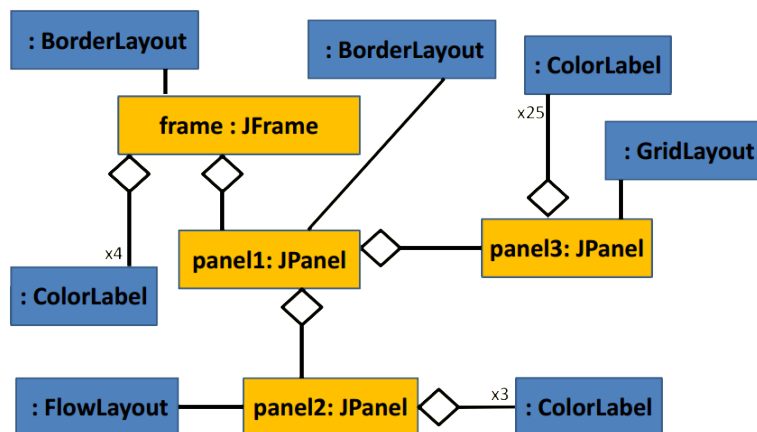 : BorderLayout
: BorderLayout
: ColorLabel
frame : JFrame
x25
: GridLayout
panel1: JPanel
panel3: JPanel
x4
: ColorLabel
x3
: FlowLayout
panel2: JPanel
: ColorLabel